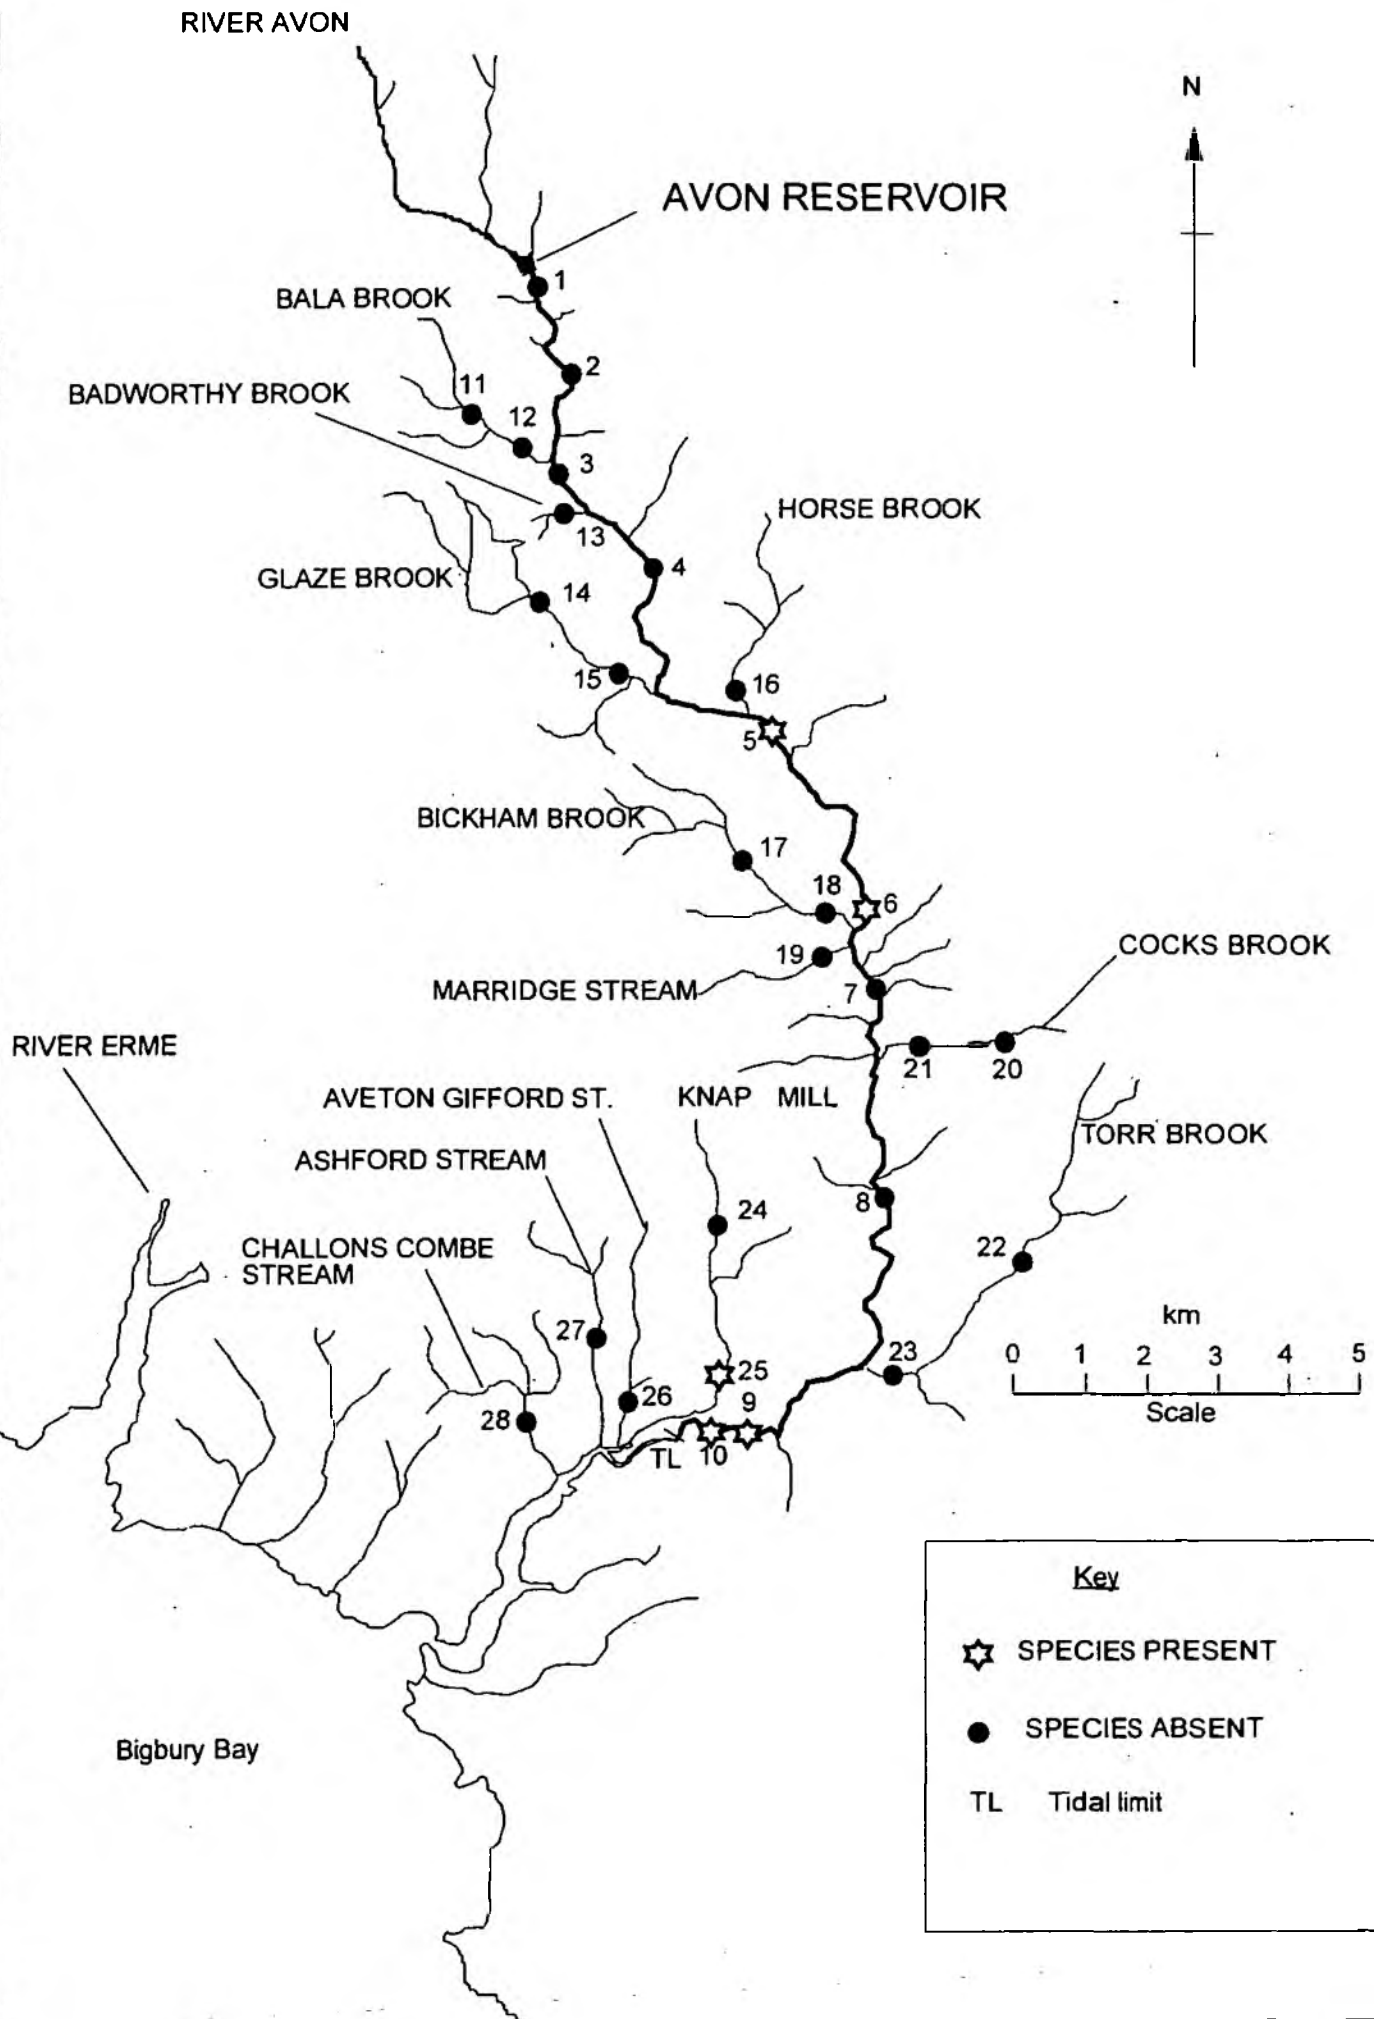 RIVER AVON
N
AVON RESERVOIR
1
BALA BROOK
2
BADWORTHY BROOK
11
12
3
HORSE BROOK
13
4
GLAZE BROOK
14
15
16
5
BICKHAM BROOK
17
18
6
COCKS BROOK
19
MARRIDGE STREAM
7
RIVER ERME
21
20
AVETON GIFFORD ST.
KNAP MILL
TORR BROOK
ASHFORD STREAM
8
24
CHALLONS COMBE
STREAM
22
km
27
23
0 1 2 3 4 5
25
26
9
Scale
28
TL
10
Key
SPECIES PRESENT
SPECIES ABSENT
Bigbury Bay
TL Tidal limit